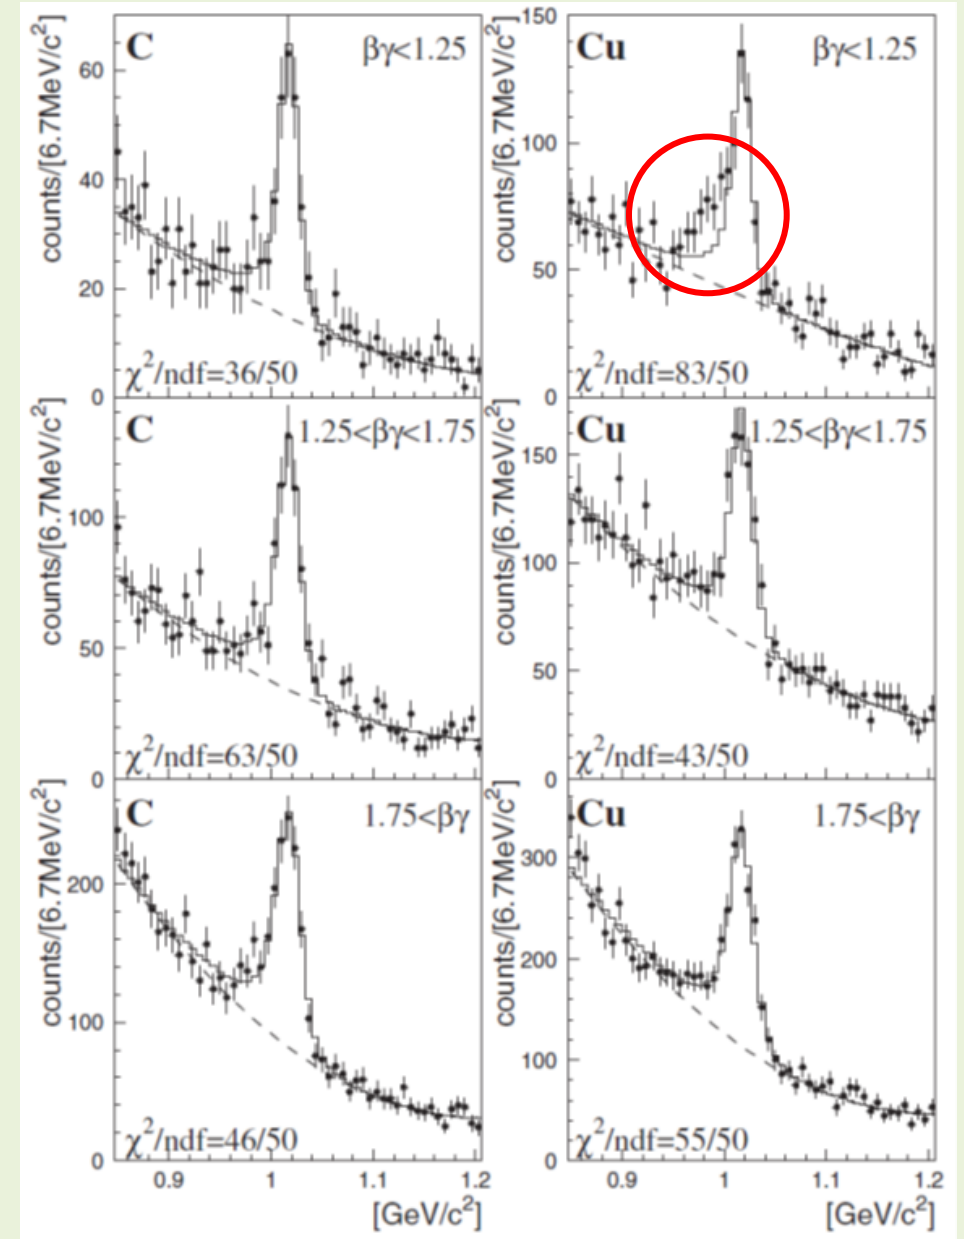 counts/[6.7MeV/c²]
60
40
20
0
C
βγ<1.25
χ²/ndf=36/50
counts/[6.7MeV/c²]
150
100
50
0
Cu
βγ<1.25
χ²/ndf=83/50
counts/[6.7MeV/c²]
100
50
0
C
1.25<βγ<1.75
χ²/ndf=63/50
counts/[6.7MeV/c²]
150
100
50
0
Cu
1.25<βγ<1.75
χ²/ndf=43/50
counts/[6.7MeV/c²]
200
100
0
C
1.75<βγ
χ²/ndf=46/50
0.9 1 1.1 1.2
[GeV/c²]
counts/[6.7MeV/c²]
300
200
100
0
Cu
1.75<βγ
χ²/ndf=55/50
0.9 1 1.1 1.2
[GeV/c²]